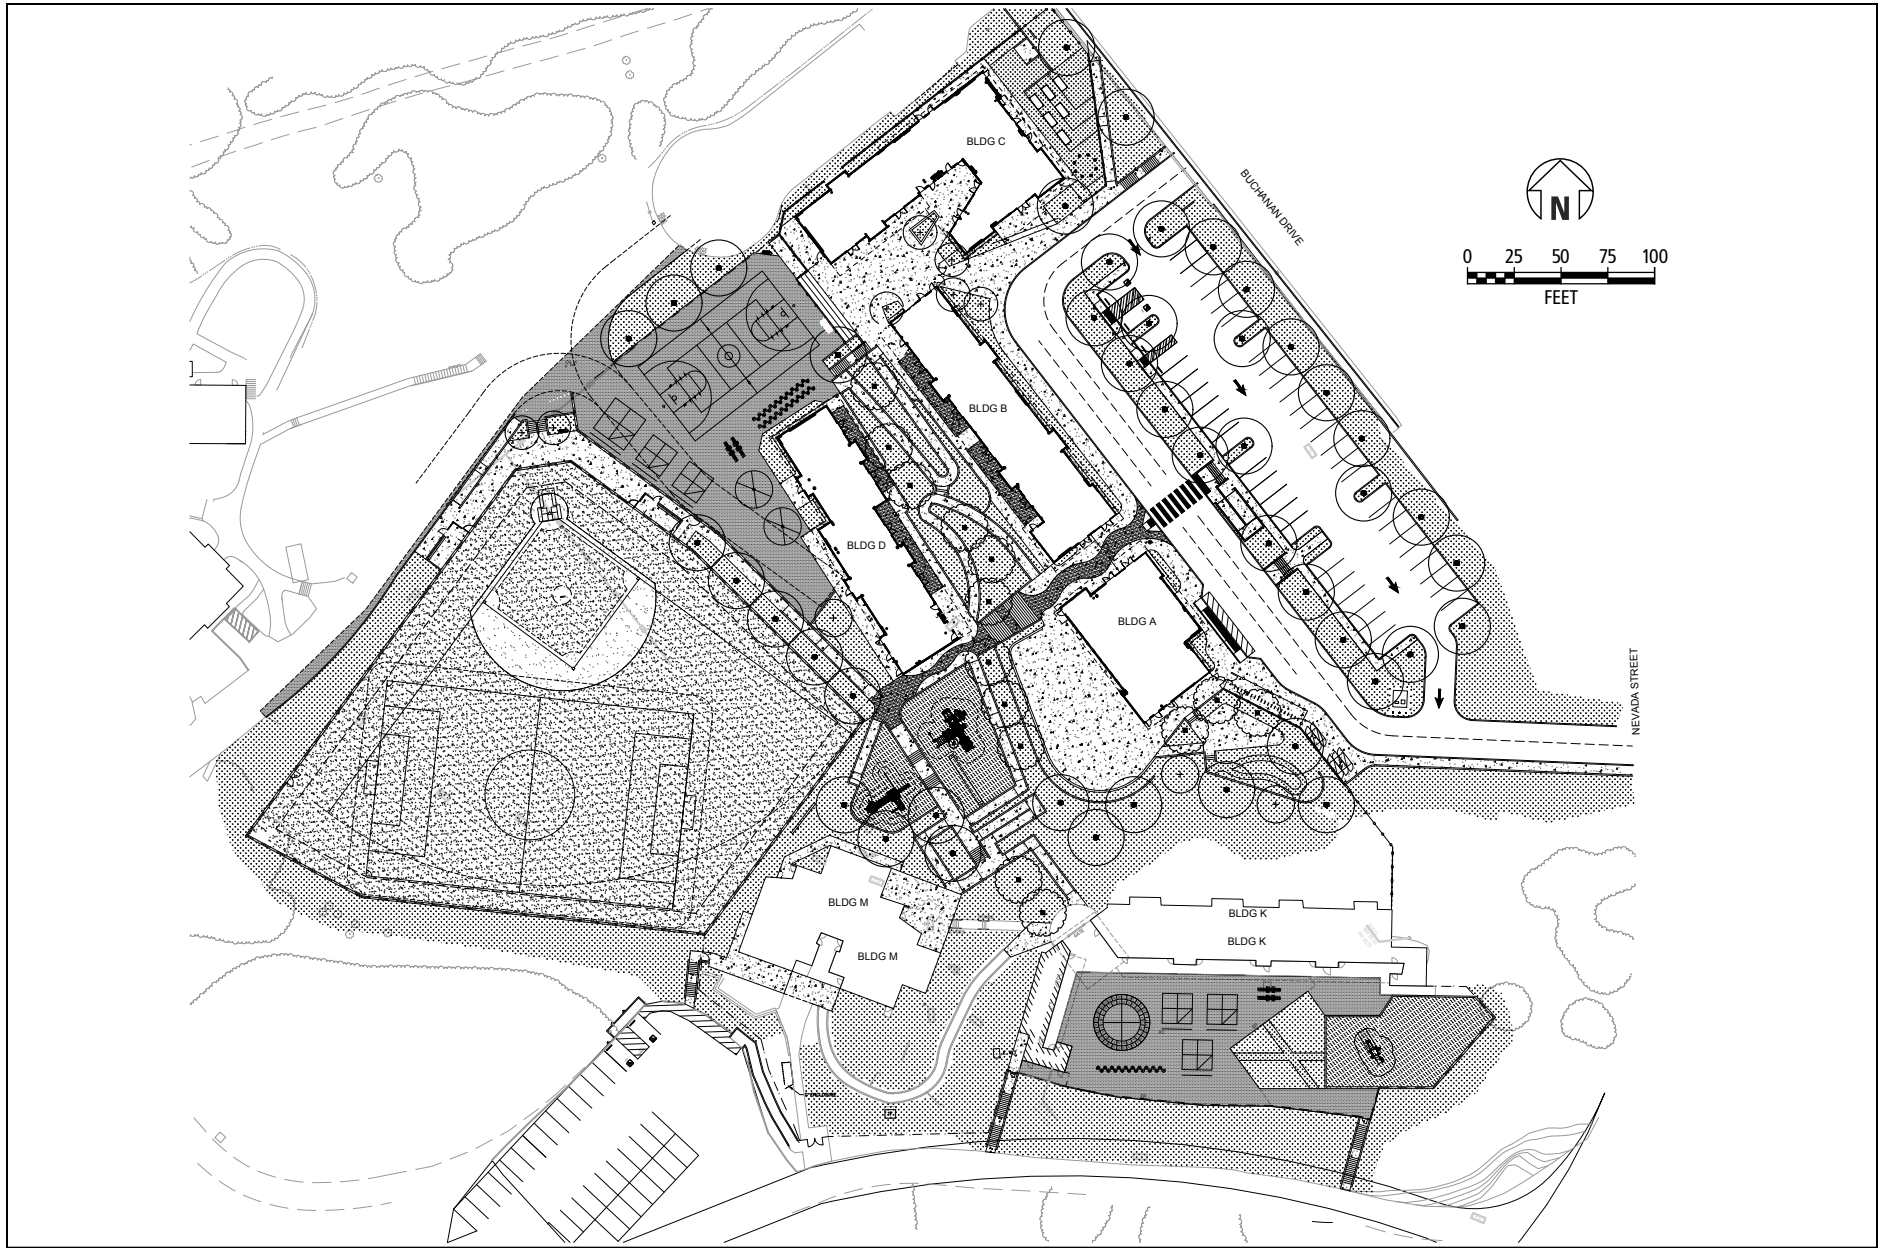 BLDG C
BUCHANAN DRIVE
N
0 25 50 75 100
FEET
BLDG B
BLDG D
BLDG A
NEVADA STREET
BLDG M
BLDG K
BLDG K
BLDG M